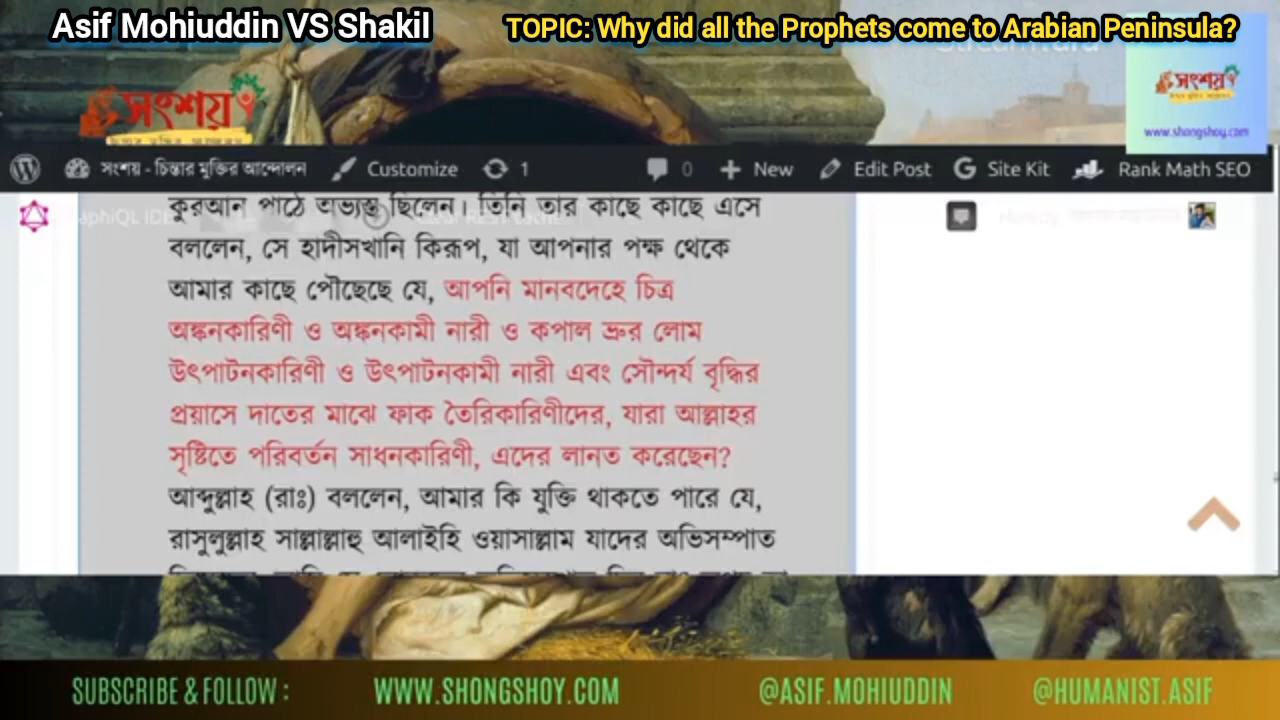 Asif Mohiuddin VS Shakil
TOPIC: Why did all the Prophets come to Arabian Peninsula?
সংশয়
সংশয়
www.shongshoy.com
সংশয় - চিন্তার মুক্তির আন্দোলন Customize 1 0 New Edit Post Site Kit Rank Math SEO
কুরআন পাঠে অভ্যস্ত ছিলেন। তিনি তার কাছে কাছে এসে
বললেন, সে হাদীসখানি কিরূপ, যা আপনার পক্ষ থেকে
আমার কাছে পৌছেছে যে, আপনি মানবদেহে চিত্র
অঙ্কনকারিণী ও অঙ্কনকামী নারী ও কপাল ভ্রুর লোম
উৎপাটনকারিণী ও উৎপাটনকামী নারী এবং সৌন্দর্য বৃদ্ধির
প্রয়াসে দাতের মাঝে ফাক তৈরিকারিণীদের, যারা আল্লাহর
সৃষ্টিতে পরিবর্তন সাধনকারিণী, এদের লানত করেছেন?
আব্দুল্লাহ (রাঃ) বললেন, আমার কি যুক্তি থাকতে পারে যে,
রাসুলুল্লাহ সাল্লাল্লাহু আলাইহি ওয়াসাল্লাম যাদের অভিসম্পাত
SUBSCRIBE & FOLLOW : WWW.SHONGSHOY.COM @ASIF.MOHIUDDIN @HUMANIST.ASIF